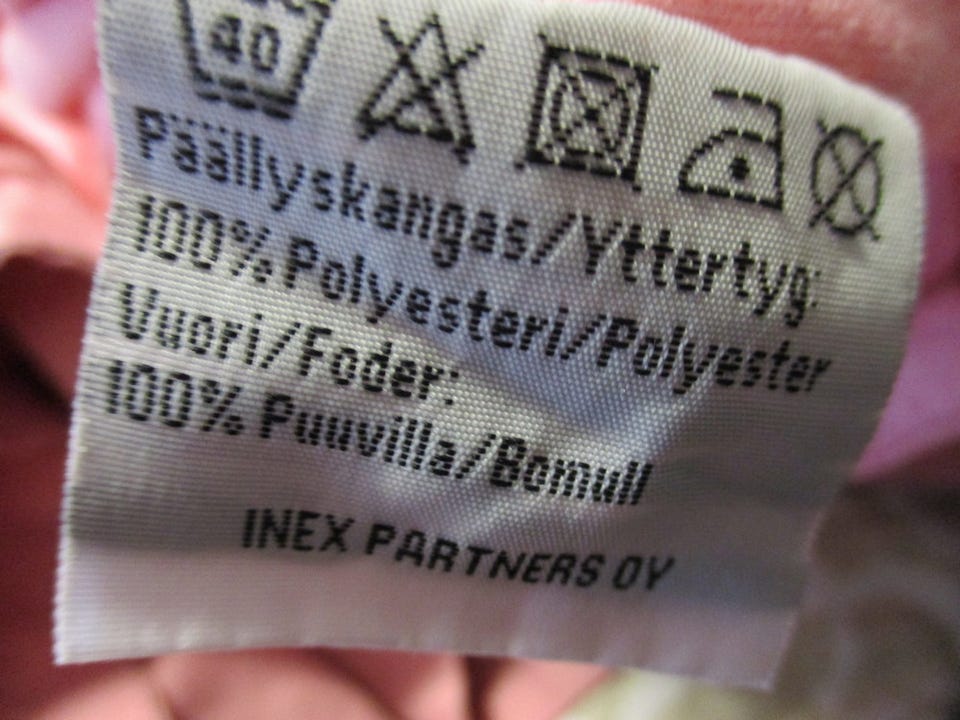 40
Päällyskangas/Yttertyg:
100% Polyesteri/Polyester
Vuori/Foder:
100% Puuvilla/Bomull
INEX PARTNERS OY